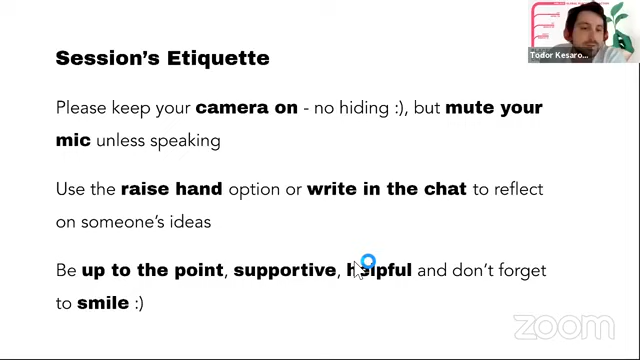 Session's Etiquette
Please keep your camera on - no hiding :), but mute your
mic unless speaking
Use the raise hand option or write in the chat to reflect
on someone's ideas
Be up to the point, supportive, helpful and don't forget
to smile :)
Todor Kesaro...
zoom